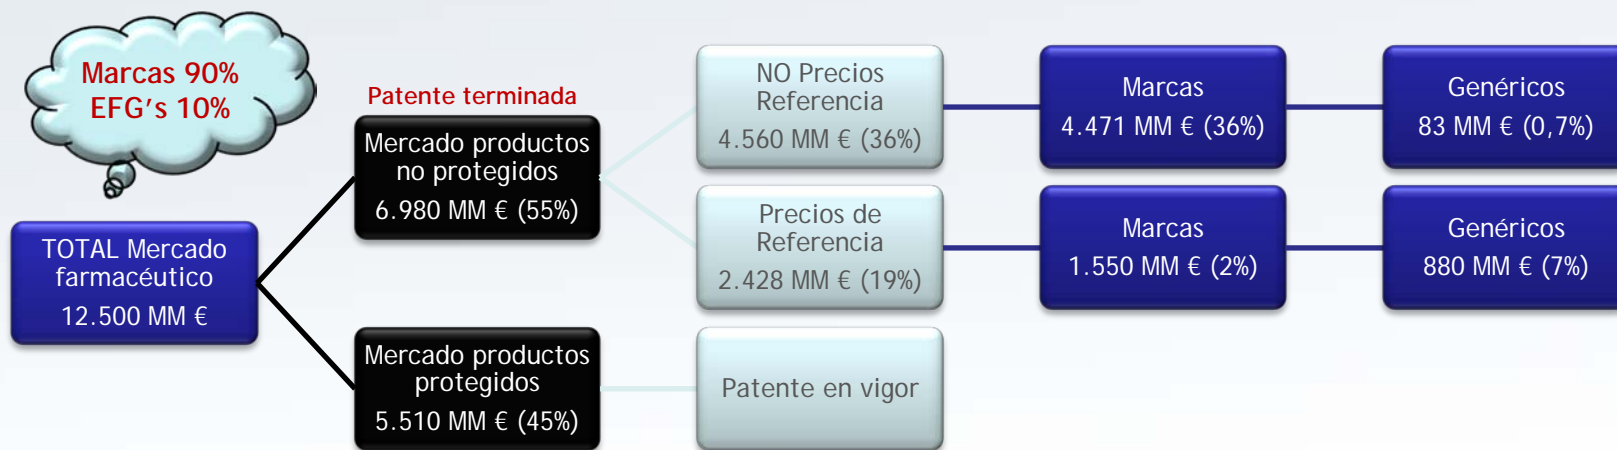 Marcas 90%
EFG's 10%
TOTAL Mercado
farmacéutico
12.500 MM €
Patente terminada
Mercado productos
no protegidos
6.980 MM € (55%)
Mercado productos
protegidos
5.510 MM € (45%)
NO Precios
Referencia
4.560 MM € (36%)
Precios de
Referencia
2.428 MM € (19%)
Patente en vigor
Marcas
4.471 MM € (36%)
Marcas
1.550 MM € (2%)
Genéricos
83 MM € (0,7%)
Genéricos
880 MM € (7%)